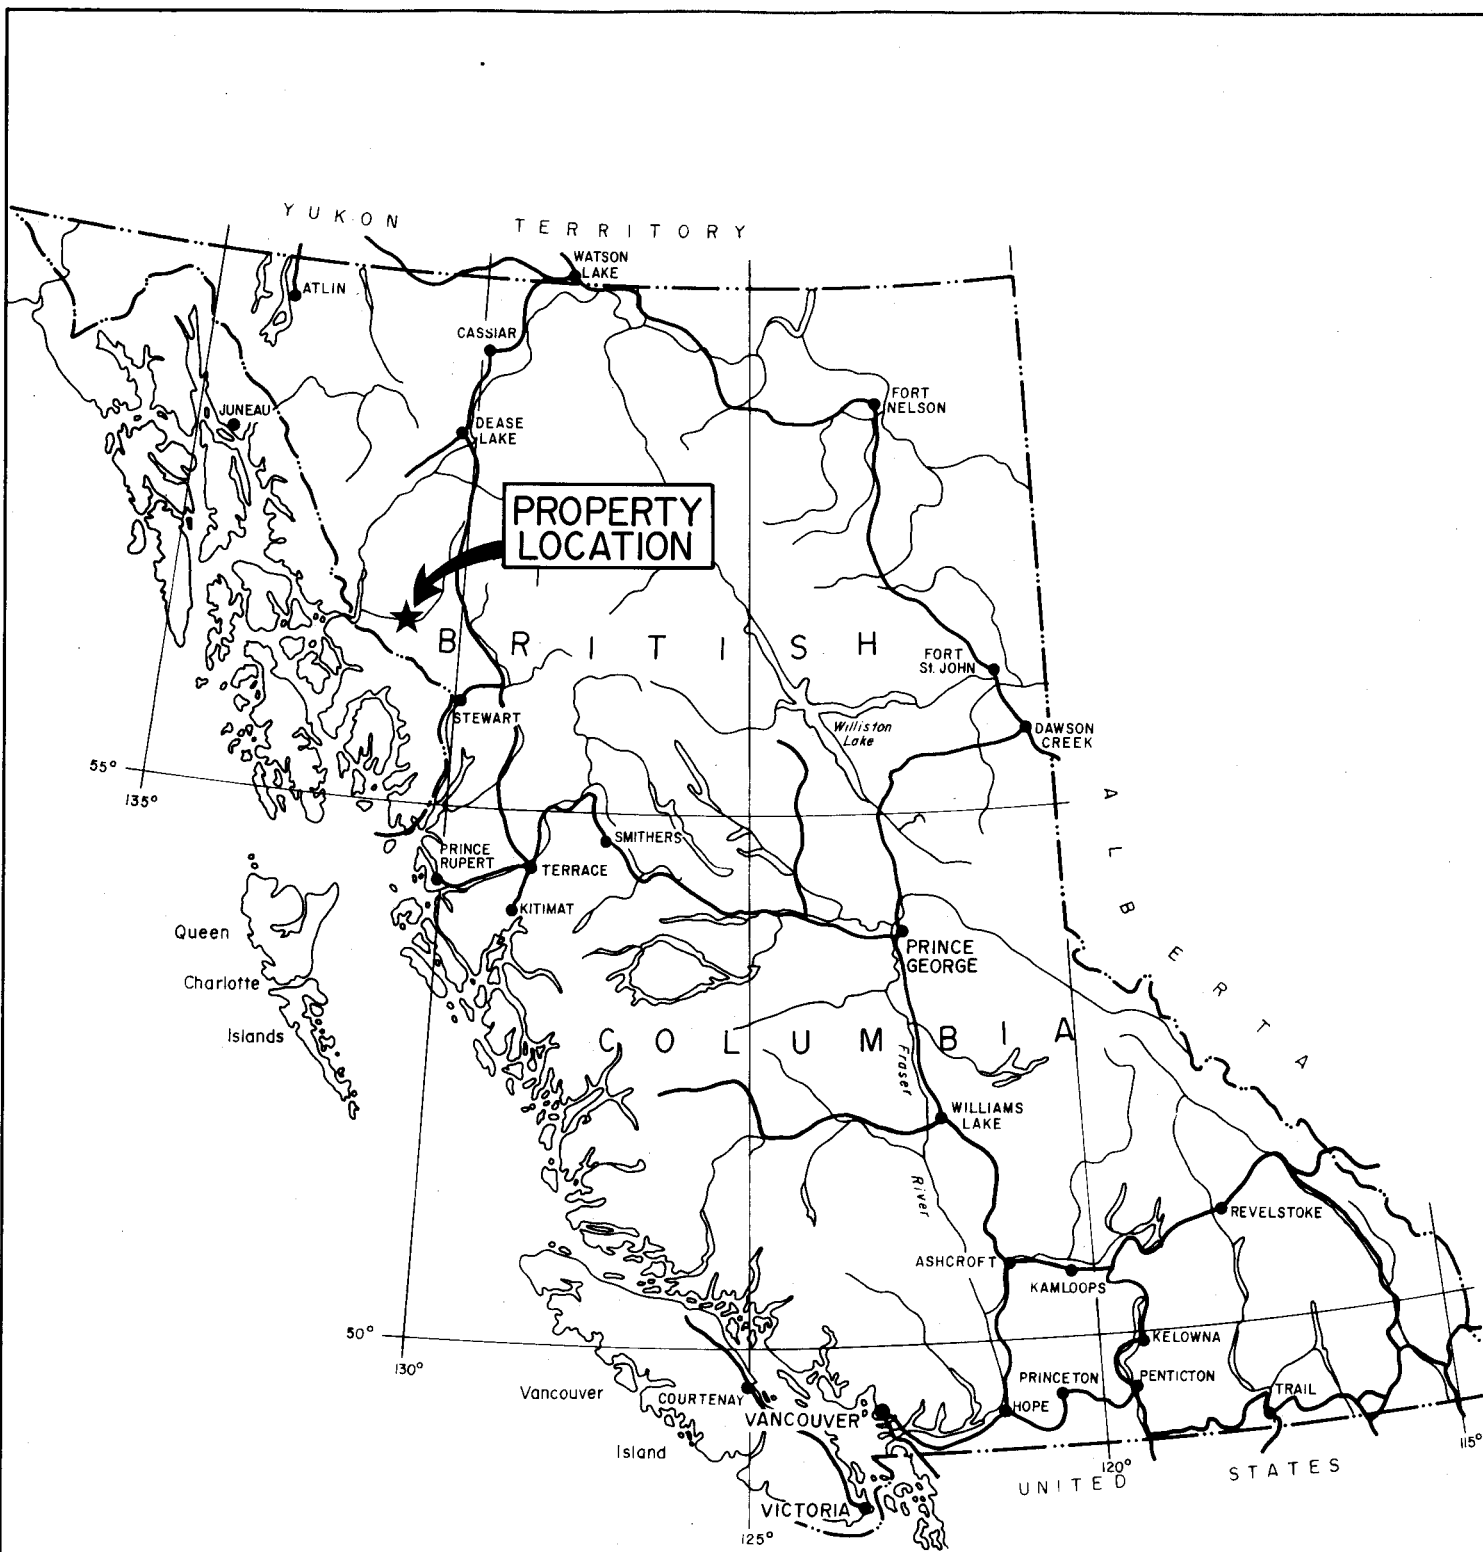 YUKON TERRITORY
WATSON
LAKE
ATLIN
CASSIAR
FORT
NELSON
JUNEAU
DEASE
LAKE
PROPERTY
LOCATION
BRITISH
FORT
St. JOHN
STEWART
Williston
Lake
DAWSON
CREEK
55°
135°
ALBERTA
SMITHERS
PRINCE
RUPERT
TERRACE
KITIMAT
Queen
Charlotte
Islands
PRINCE
GEORGE
COLUMBIA
Fraser
River
WILLIAMS
LAKE
REVELSTOKE
ASHCROFT
KAMLOOPS
50°
130°
KELOWNA
PRINCETON
PENTICTON
TRAIL
Vancouver
Island
COURTENAY
VANCOUVER
HOPE
115°
120°
UNITED STATES
VICTORIA
125°